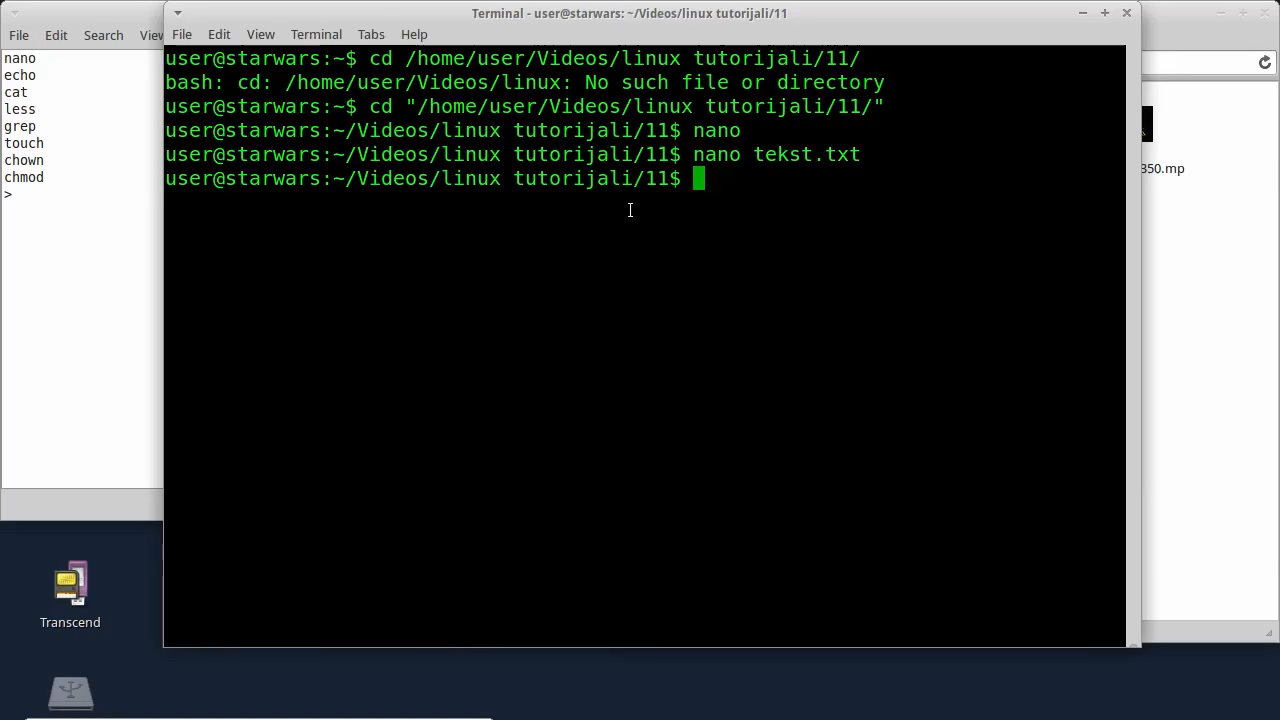 Terminal - user@starwars: ~/Videos/linux tutorijali/11
File Edit View Terminal Tabs Help
user@starwars:~$ cd /home/user/Videos/linux tutorijali/11/
bash: cd: /home/user/Videos/linux: No such file or directory
user@starwars:~$ cd "/home/user/Videos/linux tutorijali/11/"
user@starwars:~/Videos/linux tutorijali/11$ nano
user@starwars:~/Videos/linux tutorijali/11$ nano tekst.txt
user@starwars:~/Videos/linux tutorijali/11$
File Edit Search
nano
echo
cat
less
grep
touch
chown
chmod
>
350.mp
Transcend